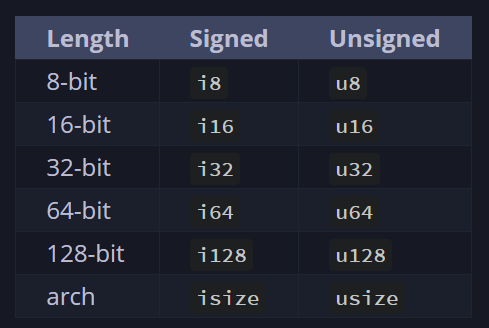 Length Signed Unsigned
8-bit i8 u8
16-bit i16 u16
32-bit i32 u32
64-bit i64 u64
128-bit i128 u128
arch isize usize